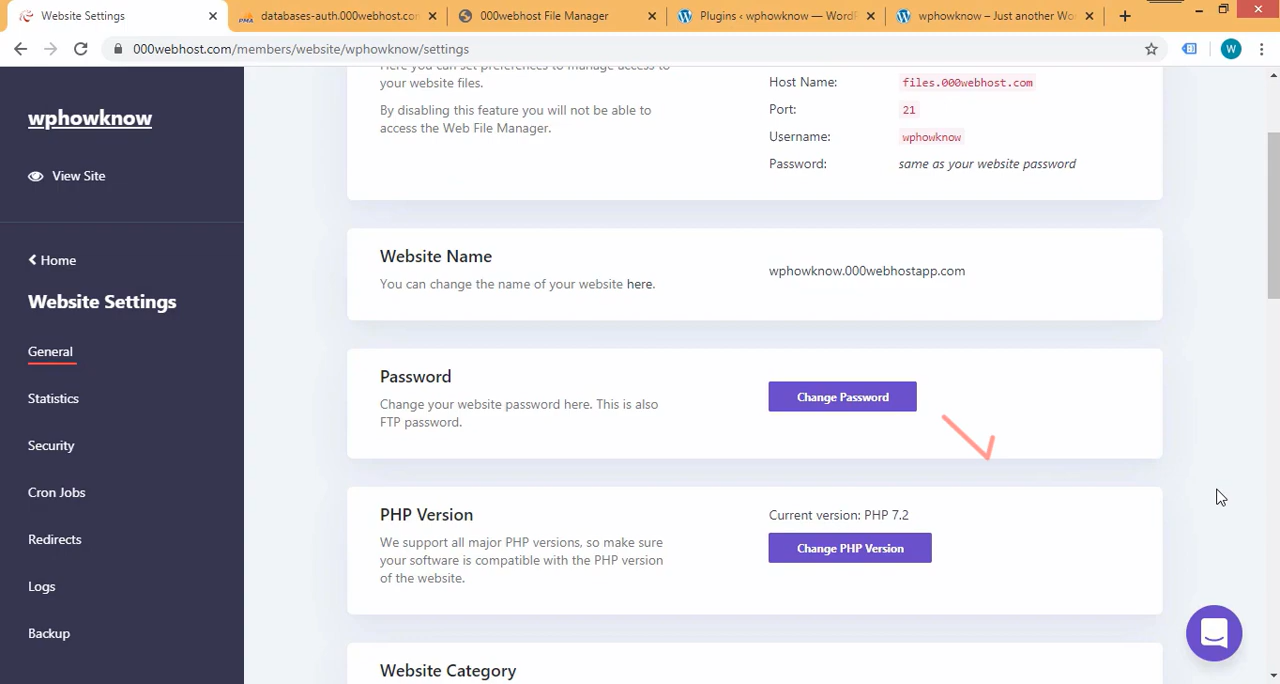 Website Settings
databases-auth.000webhost.com
000webhost File Manager
Plugins ‹ wphowknow — WordP
wphowknow – Just another Wo
000webhost.com/members/website/wphowknow/settings
W
wphowknow
View Site
Home
Website Settings
General
Statistics
Security
Cron Jobs
Redirects
Logs
Backup
Here you can set preferences to manage access to
your website files.
By disabling this feature you will not be able to
access the Web File Manager.
Host Name: files.000webhost.com
Port: 21
Username: wphowknow
Password: same as your website password
Website Name
You can change the name of your website here.
wphowknow.000webhostapp.com
Password
Change your website password here. This is also
FTP password.
Change Password
PHP Version
We support all major PHP versions, so make sure
your software is compatible with the PHP version
of the website.
Current version: PHP 7.2
Change PHP Version
Website Category